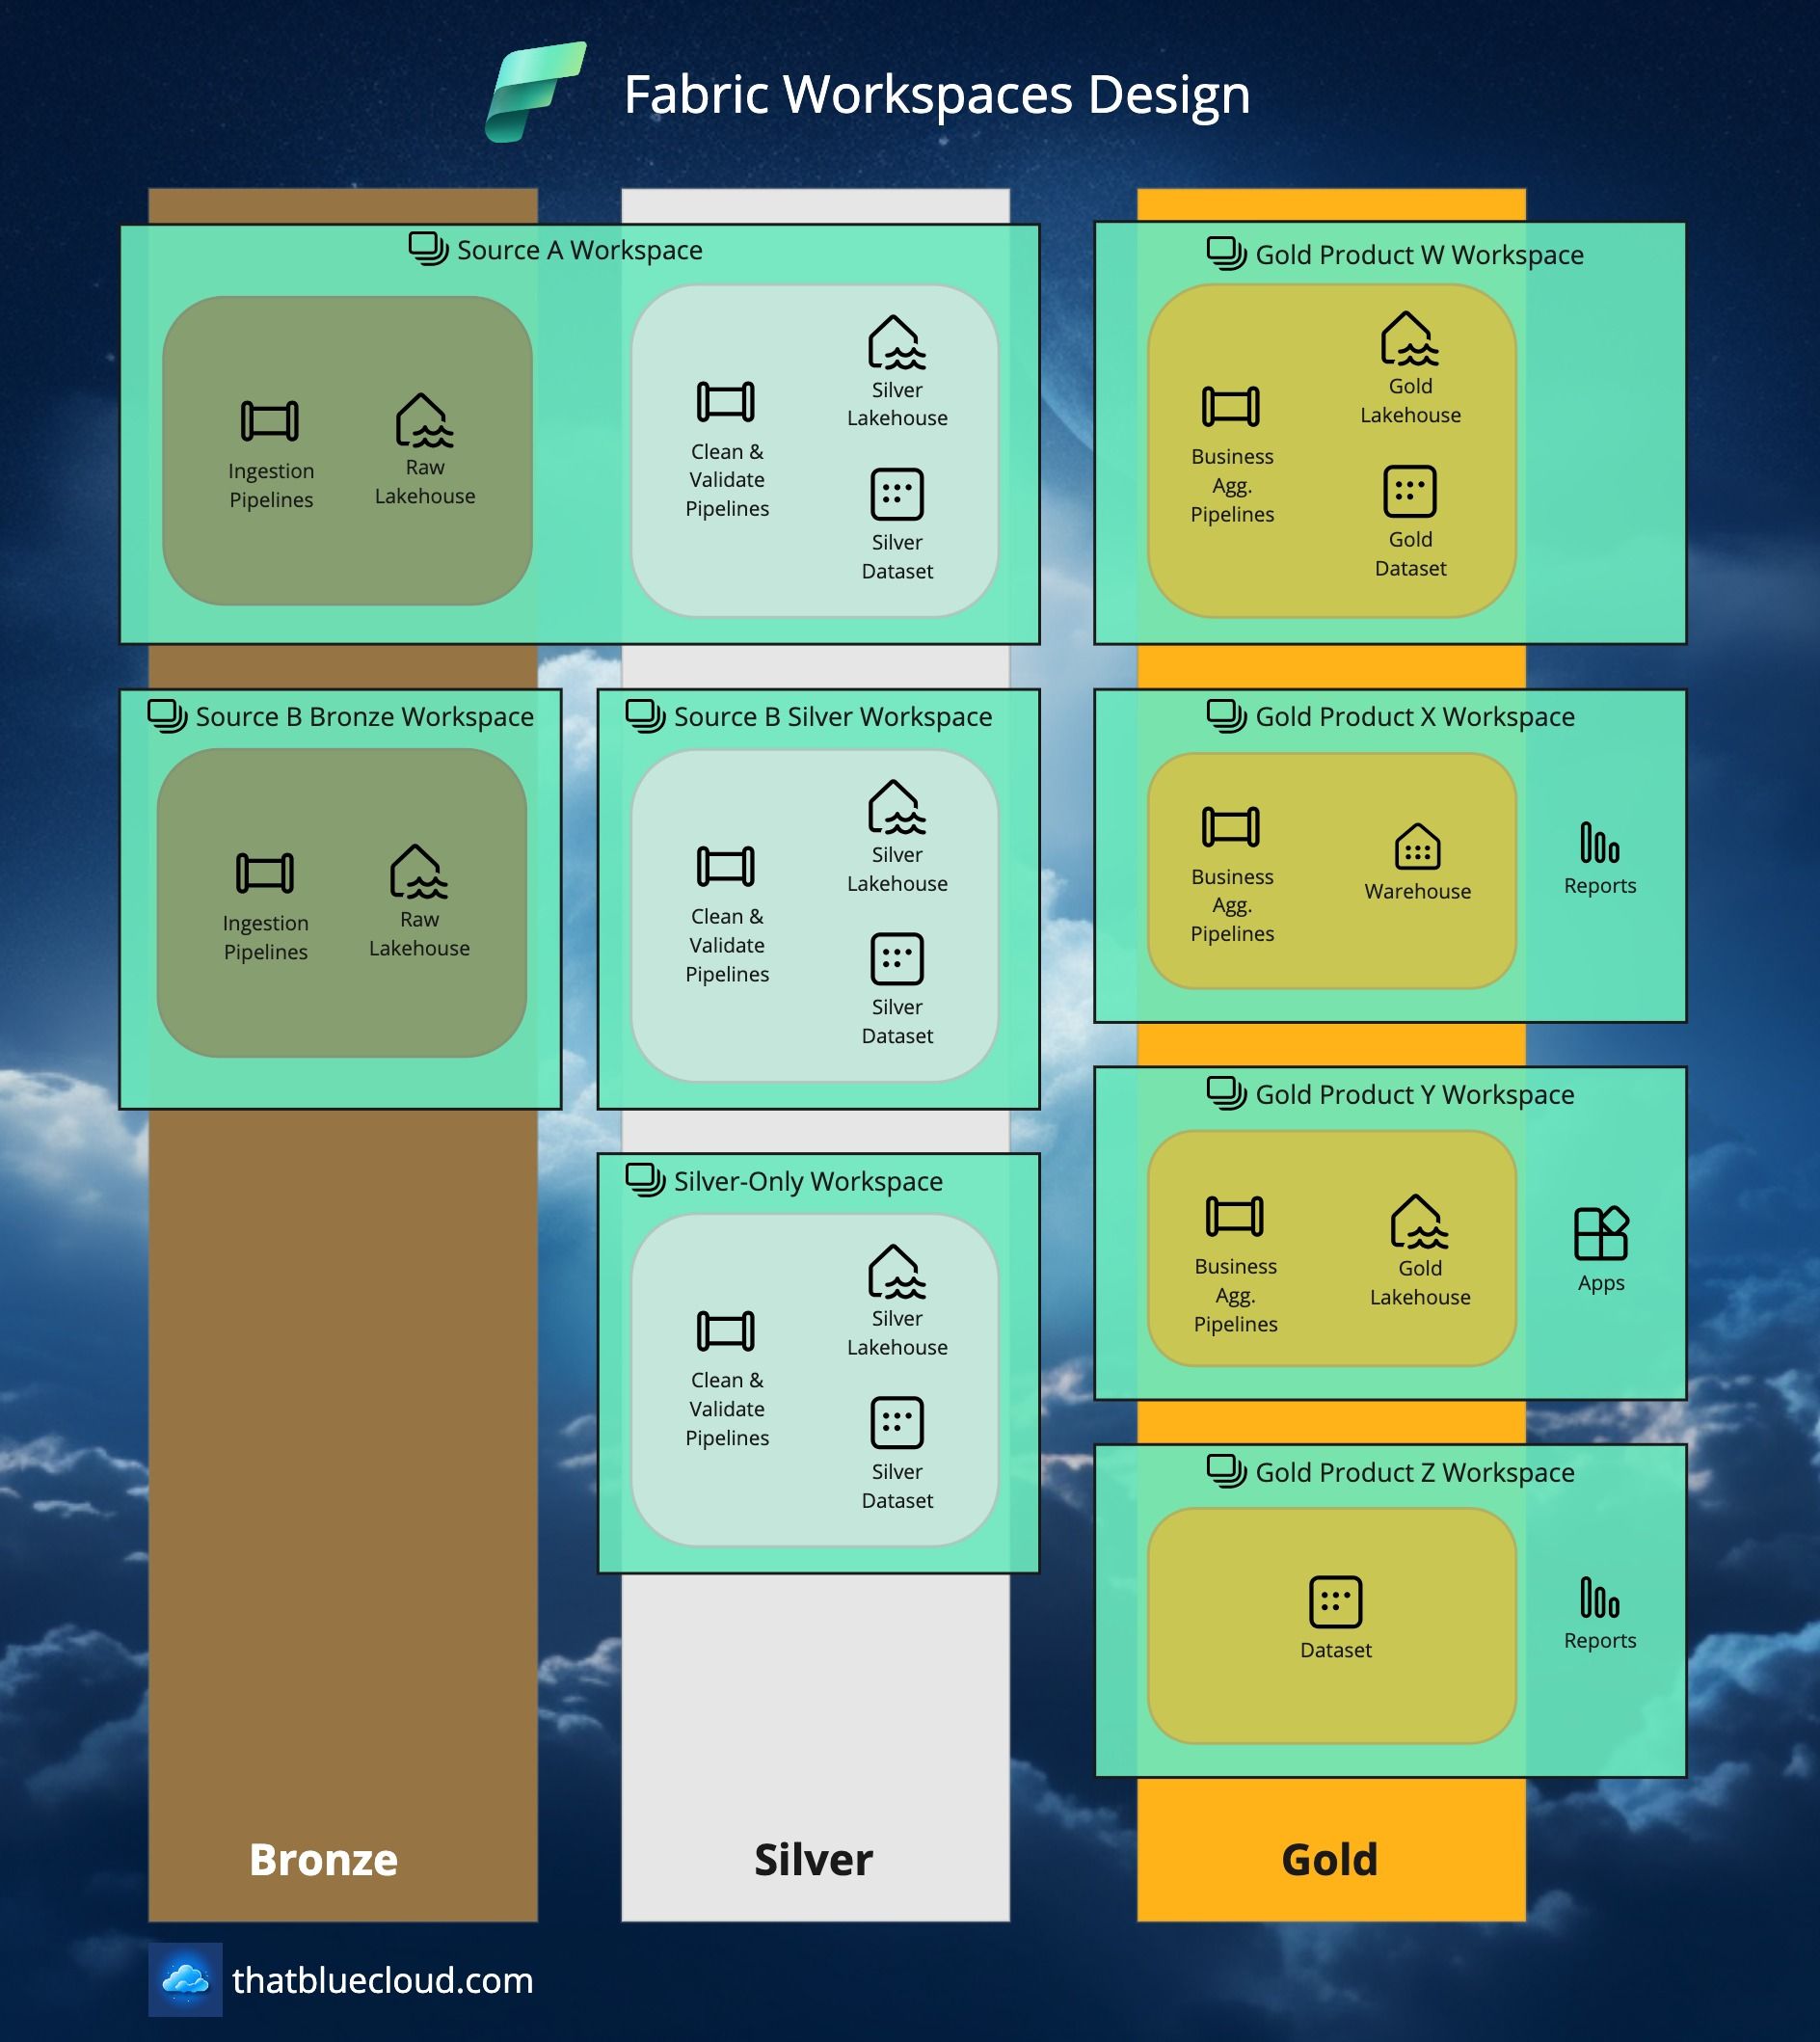 Fabric Workspaces Design
Source A Workspace
Ingestion
Pipelines
Raw
Lakehouse
Clean &
Validate
Pipelines
Silver
Lakehouse
Silver
Dataset
Gold Product W Workspace
Business
Agg.
Pipelines
Gold
Lakehouse
Gold
Dataset
Source B Bronze Workspace
Ingestion
Pipelines
Raw
Lakehouse
Source B Silver Workspace
Clean &
Validate
Pipelines
Silver
Lakehouse
Silver
Dataset
Gold Product X Workspace
Business
Agg.
Pipelines
Warehouse
Reports
Silver-Only Workspace
Clean &
Validate
Pipelines
Silver
Lakehouse
Silver
Dataset
Gold Product Y Workspace
Business
Agg.
Pipelines
Gold
Lakehouse
Apps
Gold Product Z Workspace
Dataset
Reports
Bronze
Silver
Gold
thatbluecloud.com